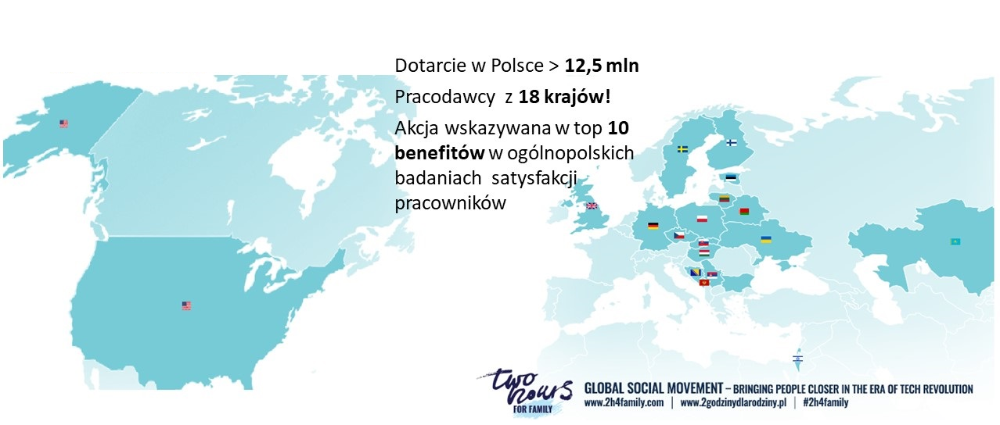 Dotarcie w Polsce > 12,5 mln
Pracodawcy z 18 krajów!
Akcja wskazywana w top 10
benefitów w ogólnopolskich
badaniach satysfakcji
pracowników
two
hours
FOR FAMILY
GLOBAL SOCIAL MOVEMENT – BRINGING PEOPLE CLOSER IN THE ERA OF TECH REVOLUTION
www.2h4family.com | www.2godzinydlarodziny.pl | #2h4family